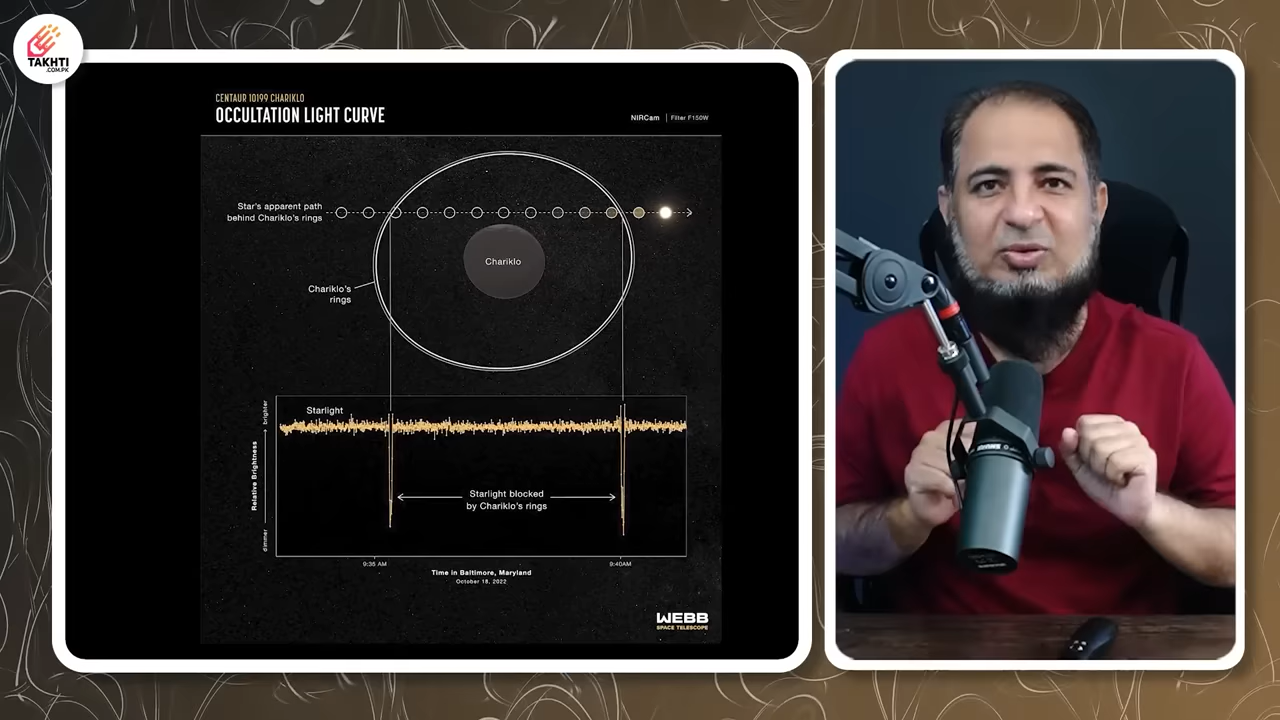 TAKHTI
.COM.PK
CENTAUR 10199 CHARIKLO
OCCULTATION LIGHT CURVE
NIRCam | Filter F150W
Star's apparent path
behind Chariklo's rings
Chariklo
Chariklo's
rings
Starlight
Relative Brightness
brighter
dimmer
Starlight blocked
by Chariklo's rings
9:36 AM
9:40AM
Time in Baltimore, Maryland
October 18, 2022
WEBB
SPACE TELESCOPE